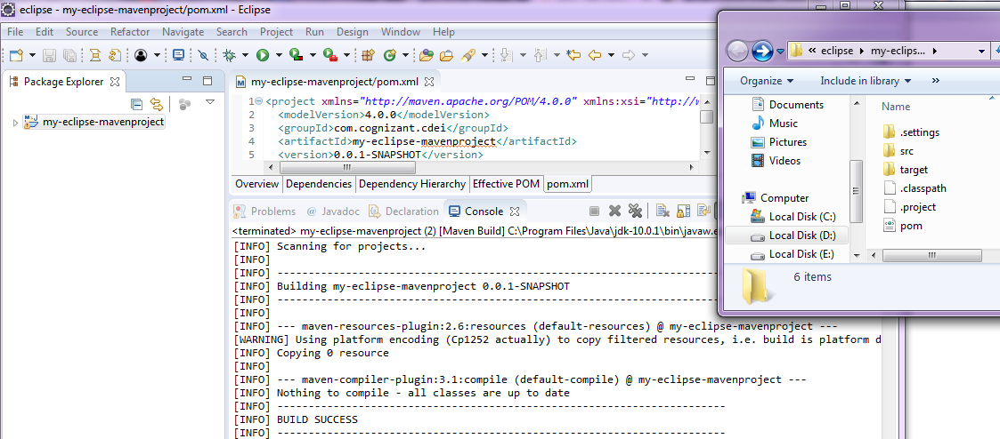 eclipse - my-eclipse-mavenproject/pom.xml - Eclipse
File Edit Source Refactor Navigate Search Project Run Design Window Help
Package Explorer
my-eclipse-mavenproject
my-eclipse-mavenproject/pom.xml
1 <project xmlns="http://maven.apache.org/POM/4.0.0" xmlns:xsi="http://w
2 <modelVersion>4.0.0</modelVersion>
3 <groupId>com.cognizant.cdei</groupId>
4 <artifactId>my-eclipse-mavenproject</artifactId>
5 <version>0.0.1-SNAPSHOT</version>
Overview Dependencies Dependency Hierarchy Effective POM pom.xml
Problems @ Javadoc Declaration Console
<terminated> my-eclipse-mavenproject (2) [Maven Build] C:\Program Files\Java\jdk-10.0.1\bin\javaw.e
[INFO] Scanning for projects...
[INFO]
[INFO] ------------------------------------------------------------------------
[INFO] Building my-eclipse-mavenproject 0.0.1-SNAPSHOT
[INFO] ------------------------------------------------------------------------
[INFO]
[INFO] --- maven-resources-plugin:2.6:resources (default-resources) @ my-eclipse-mavenproject ---
[WARNING] Using platform encoding (Cp1252 actually) to copy filtered resources, i.e. build is platform d
[INFO] Copying 0 resource
[INFO]
[INFO] --- maven-compiler-plugin:3.1:compile (default-compile) @ my-eclipse-mavenproject ---
[INFO] Nothing to compile - all classes are up to date
[INFO] ------------------------------------------------------------------------
[INFO] BUILD SUCCESS
[INFO] ------------------------------------------------------------------------
« eclipse my-eclips...
Organize Include in library »
Documents
Music
Pictures
Videos
Computer
Local Disk (C:)
Local Disk (D:)
Local Disk (E:)
Name
.settings
src
target
.classpath
.project
pom
6 items